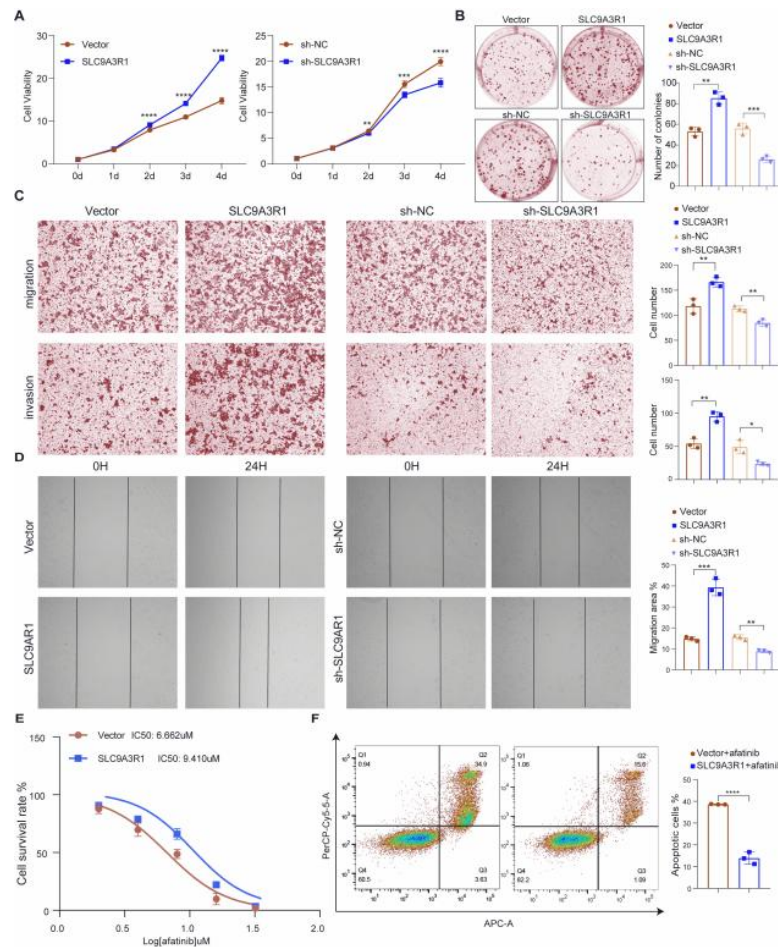 A
Vector
SLC9A3R1
Cell Viability
30
20
10
0
0d 1d 2d 3d 4d
****
****
****
sh-NC
sh-SLC9A3R1
Cell Viability
25
20
15
10
5
0
0d 1d 2d 3d 4d
**
***
****
B
Vector
SLC9A3R1
sh-NC
sh-SLC9A3R1
Vector
SLC9A3R1
sh-NC
sh-SLC9A3R1
Number of colonies
100
80
60
40
20
0
**
***
C
Vector
SLC9A3R1
sh-NC
sh-SLC9A3R1
migration
invasion
Vector
SLC9A3R1
sh-NC
sh-SLC9A3R1
Cell number
200
150
100
50
0
**
**
Cell number
150
100
50
0
**
*
D
0H
24H
0H
24H
Vector
sh-NC
SLC9AR1
sh-SLC9AR1
Vector
SLC9A3R1
sh-NC
sh-SLC9A3R1
Migration area %
50
40
30
20
10
0
***
**
E
Vector IC50: 6.662uM
SLC9A3R1 IC50: 9.410uM
Cell survival rate %
150
100
50
0
0.0 0.5 1.0 1.5 2.0
Log[afatinib]uM
F
PerCP-Cy5-5-A
APC-A
Q1
0.94
Q2
34.9
Q4
60.5
Q3
3.63
Q1
Q2
15.6
Q4
Q3
1.09
Vector+afatinib
SLC9A3R1+afatinib
Apoptotic cells %
50
40
30
20
10
0
****